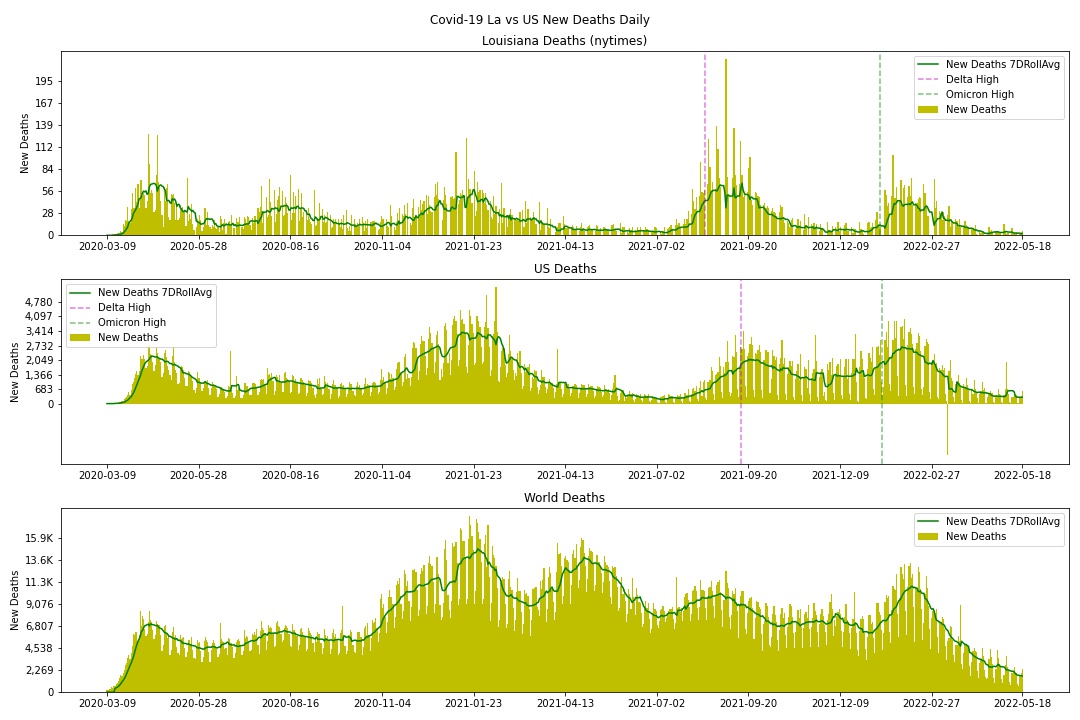 Covid-19 La vs US New Deaths Daily
Louisiana Deaths (nytimes)
New Deaths
195
167
139
112
84
56
28
0
New Deaths 7DRollAvg
Delta High
Omicron High
New Deaths
2020-03-09 2020-05-28 2020-08-16 2020-11-04 2021-01-23 2021-04-13 2021-07-02 2021-09-20 2021-12-09 2022-02-27 2022-05-18
US Deaths
New Deaths
4,780
4,097
3,414
2,732
2,049
1,366
683
0
New Deaths 7DRollAvg
Delta High
Omicron High
New Deaths
2020-03-09 2020-05-28 2020-08-16 2020-11-04 2021-01-23 2021-04-13 2021-07-02 2021-09-20 2021-12-09 2022-02-27 2022-05-18
World Deaths
New Deaths
15.9K
13.6K
11.3K
9,076
6,807
4,538
2,269
0
New Deaths 7DRollAvg
New Deaths
2020-03-09 2020-05-28 2020-08-16 2020-11-04 2021-01-23 2021-04-13 2021-07-02 2021-09-20 2021-12-09 2022-02-27 2022-05-18